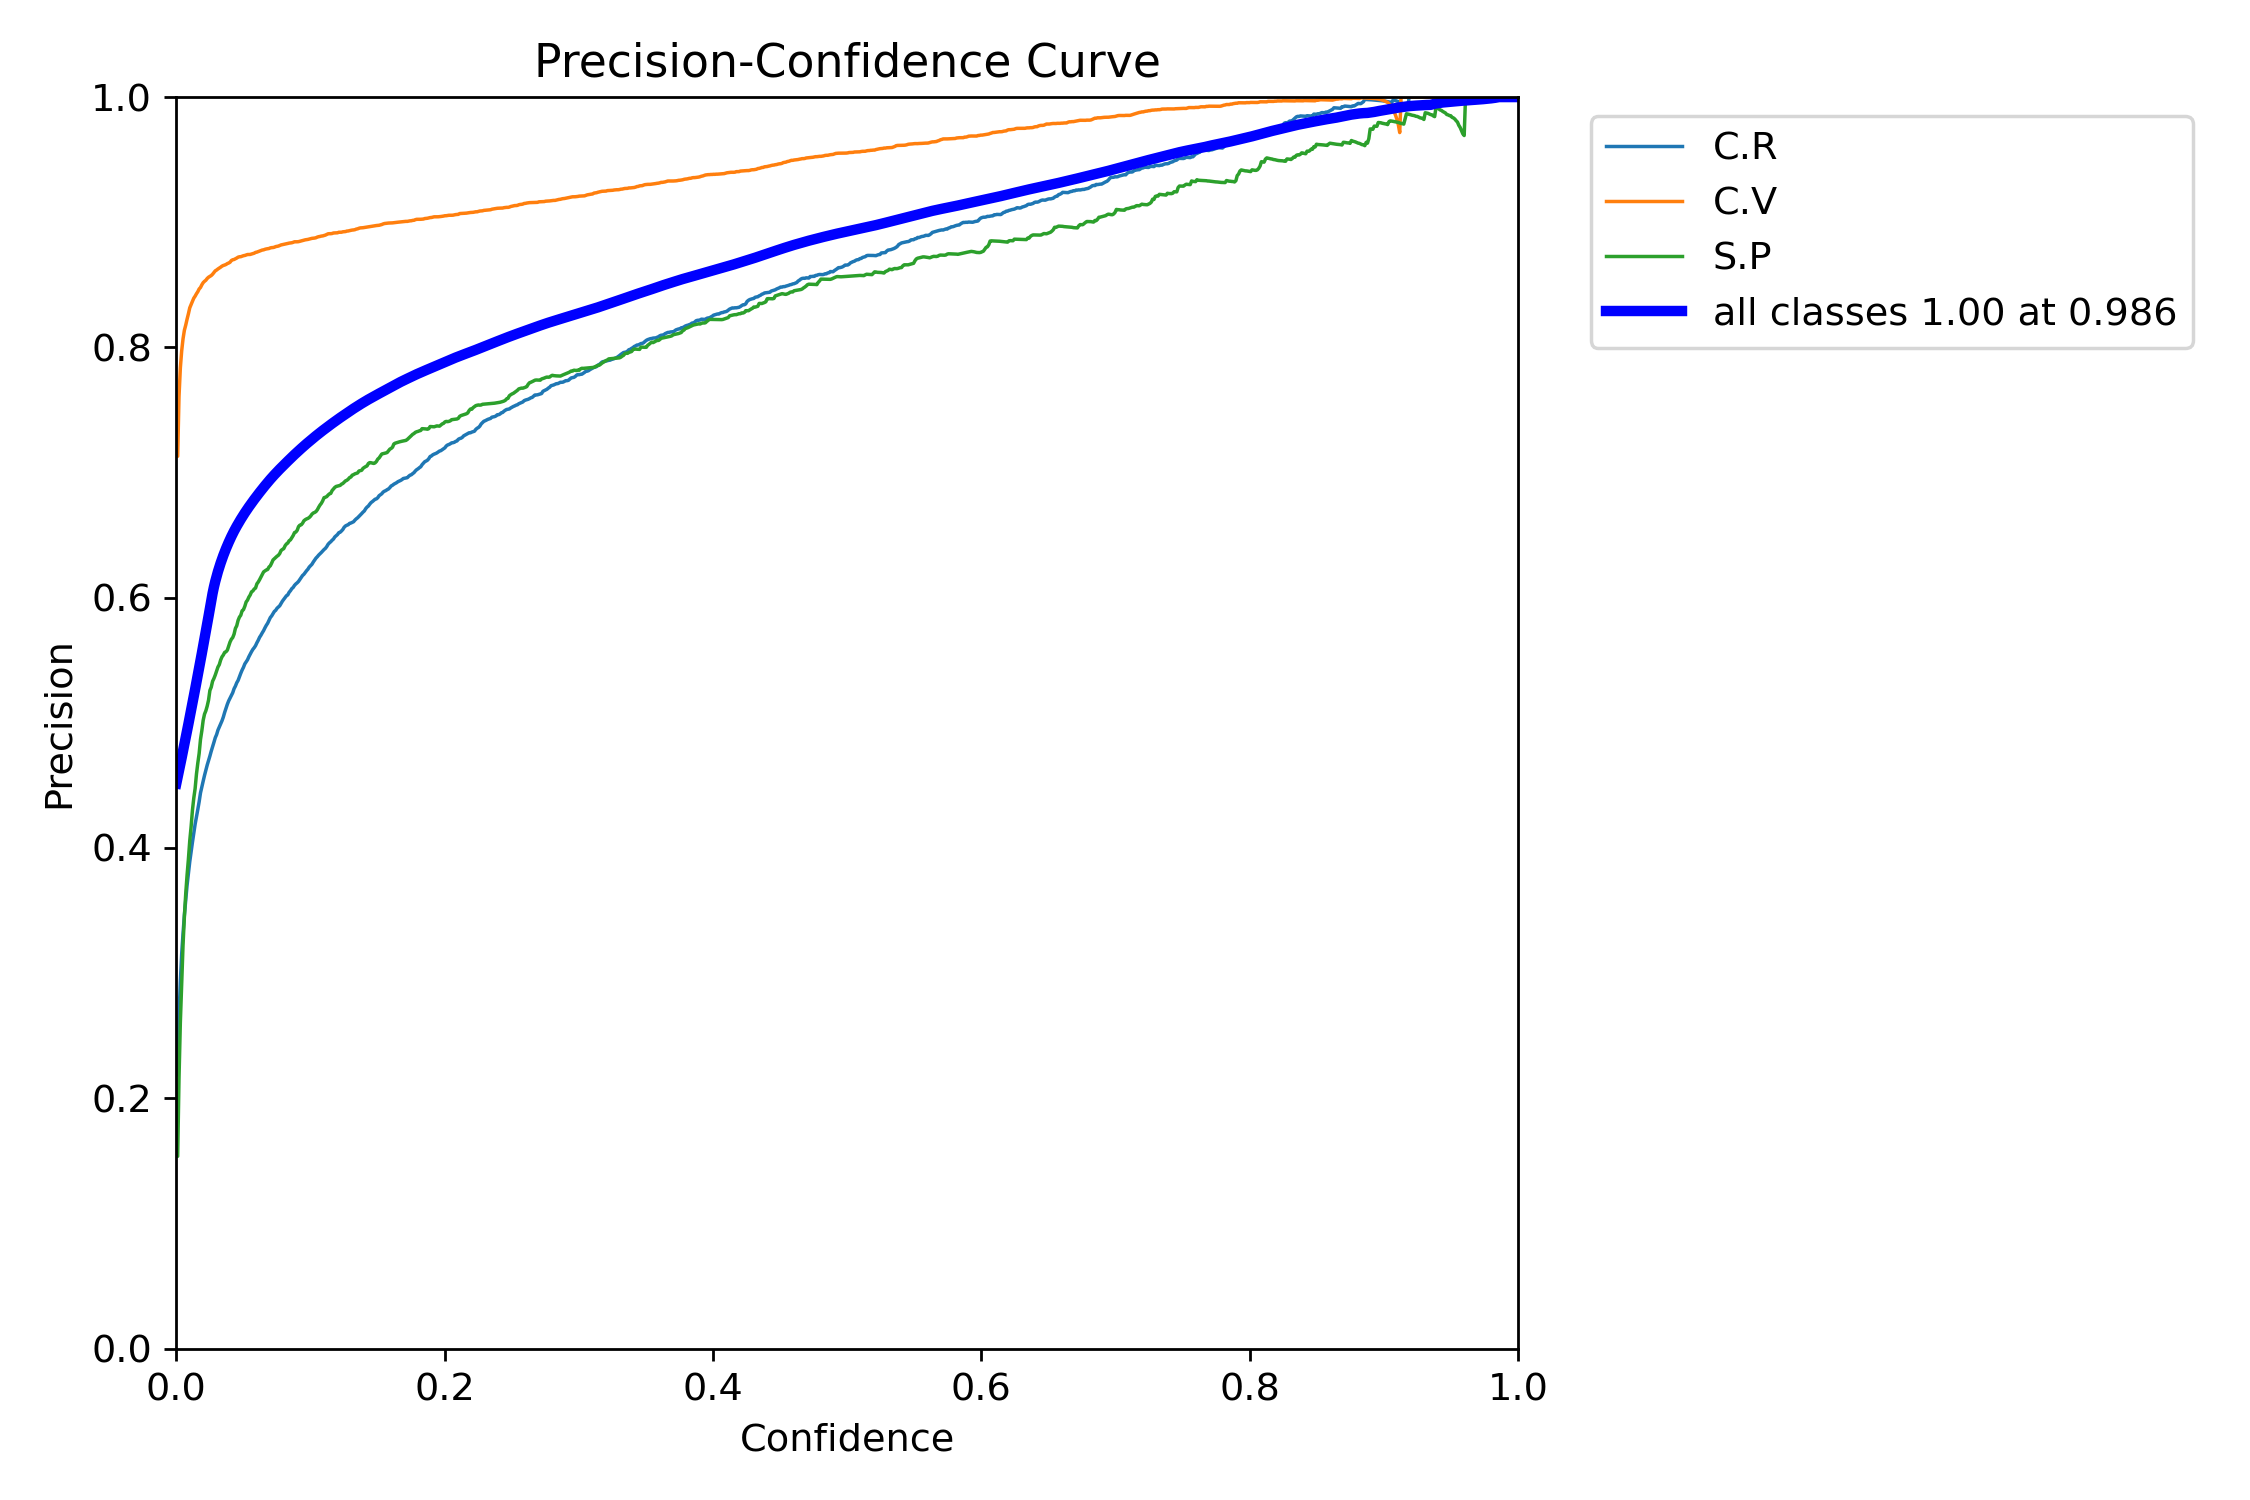 Precision-Confidence Curve
1.0
0.8
0.6
0.4
0.2
0.0
Precision
0.0 0.2 0.4 0.6 0.8 1.0
Confidence
C.R
C.V
S.P
all classes 1.00 at 0.986